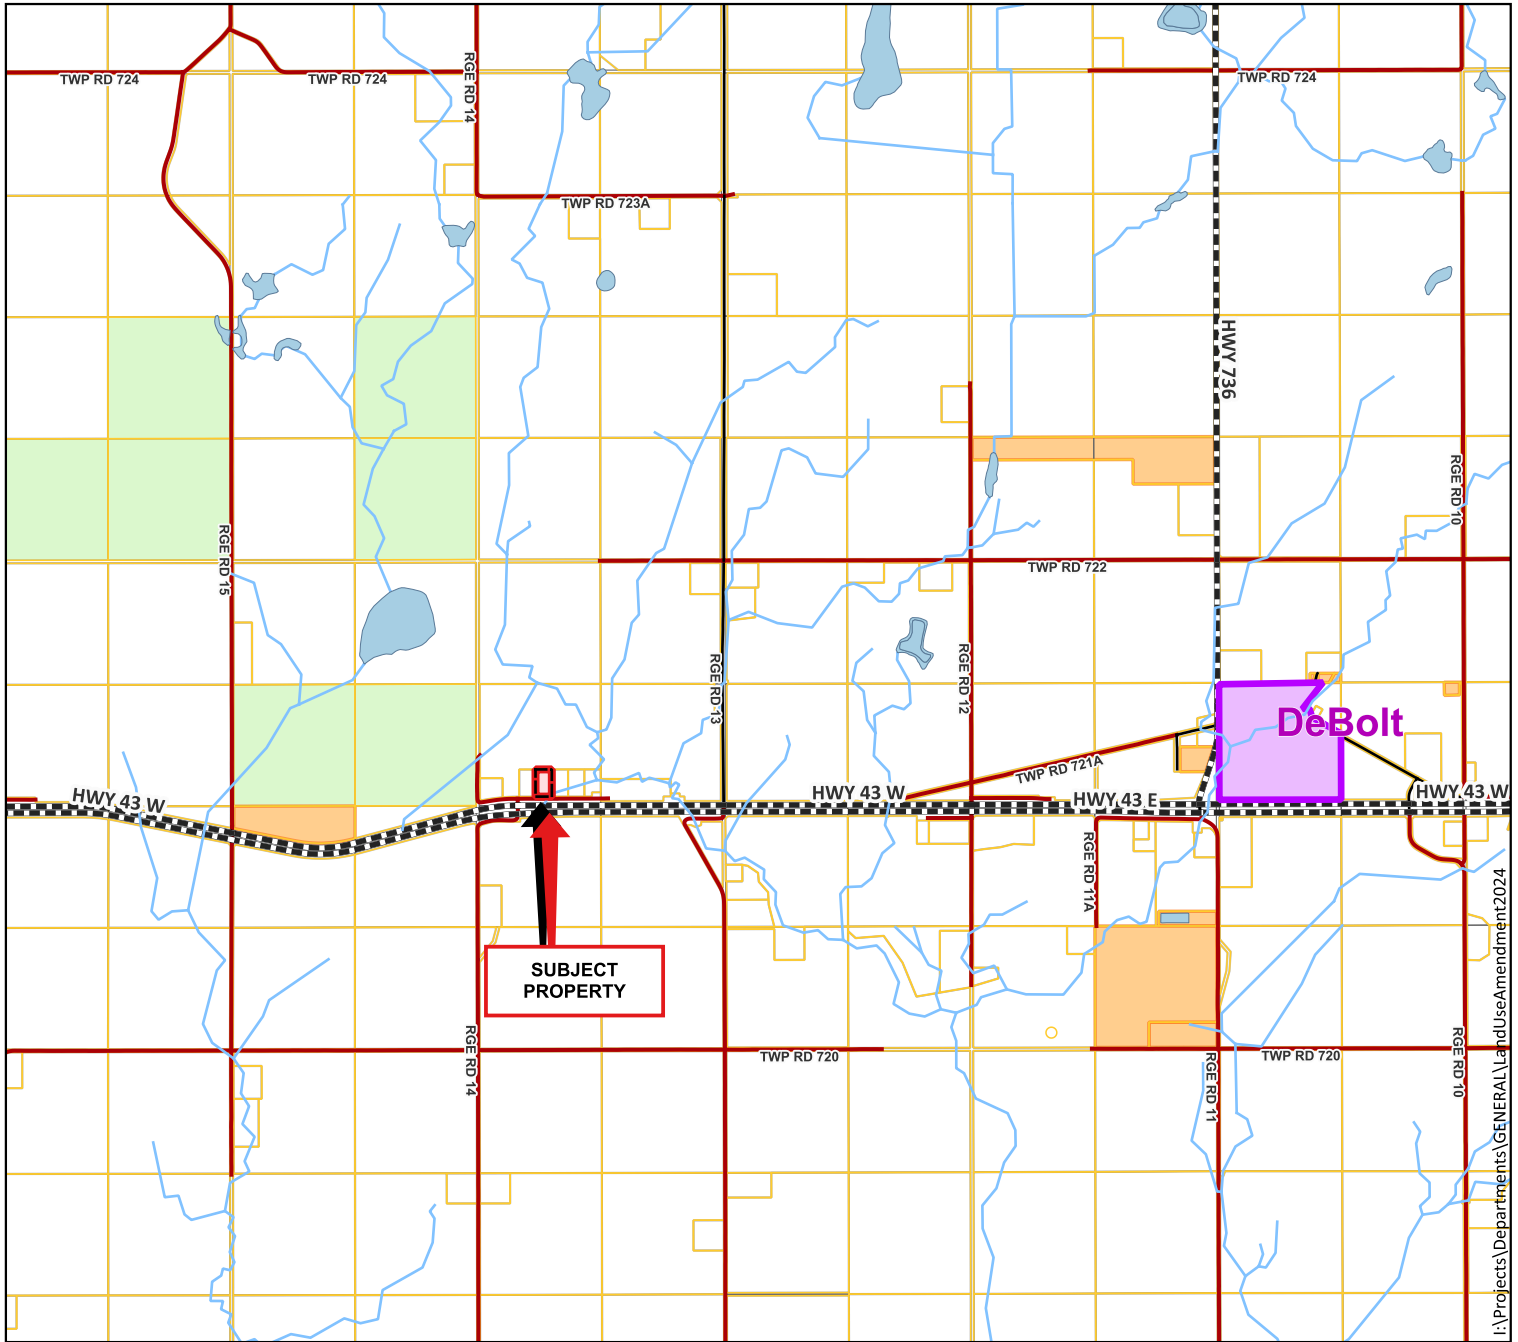 TWP RD 724
TWP RD 724
RGE RD 14
TWP RD 724
TWP RD 723A
HWY 736
RGE RD 10
RGE RD 15
TWP RD 722
RGE RD 13
RGE RD 12
DeBolt
TWP RD 721A
HWY 43 W
HWY 43 W
HWY 43 E
HWY 43 W
RGE RD 11A
SUBJECT
PROPERTY
RGE RD 14
TWP RD 720
RGE RD 11
TWP RD 720
RGE RD 10
I:\Projects\Departments\GENERAL\LandUseAmendment2024